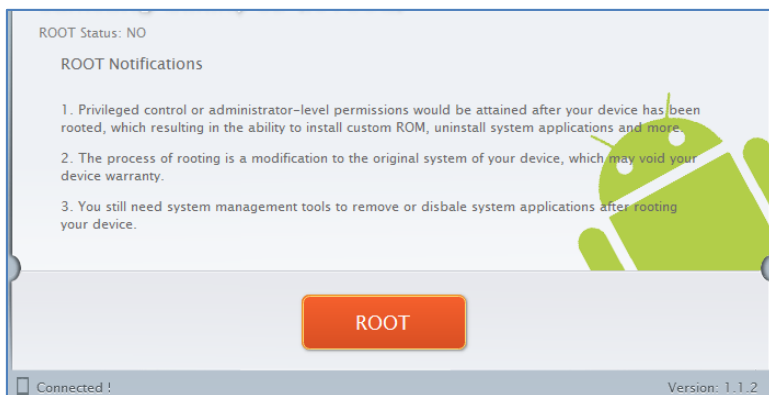 ROOT Status: NO
ROOT Notifications
1. Privileged control or administrator-level permissions would be attained after your device has been
rooted, which resulting in the ability to install custom ROM, uninstall system applications and more.
2. The process of rooting is a modification to the original system of your device, which may void your
device warranty.
3. You still need system management tools to remove or disbale system applications after rooting
your device.
ROOT
Connected !
Version: 1.1.2